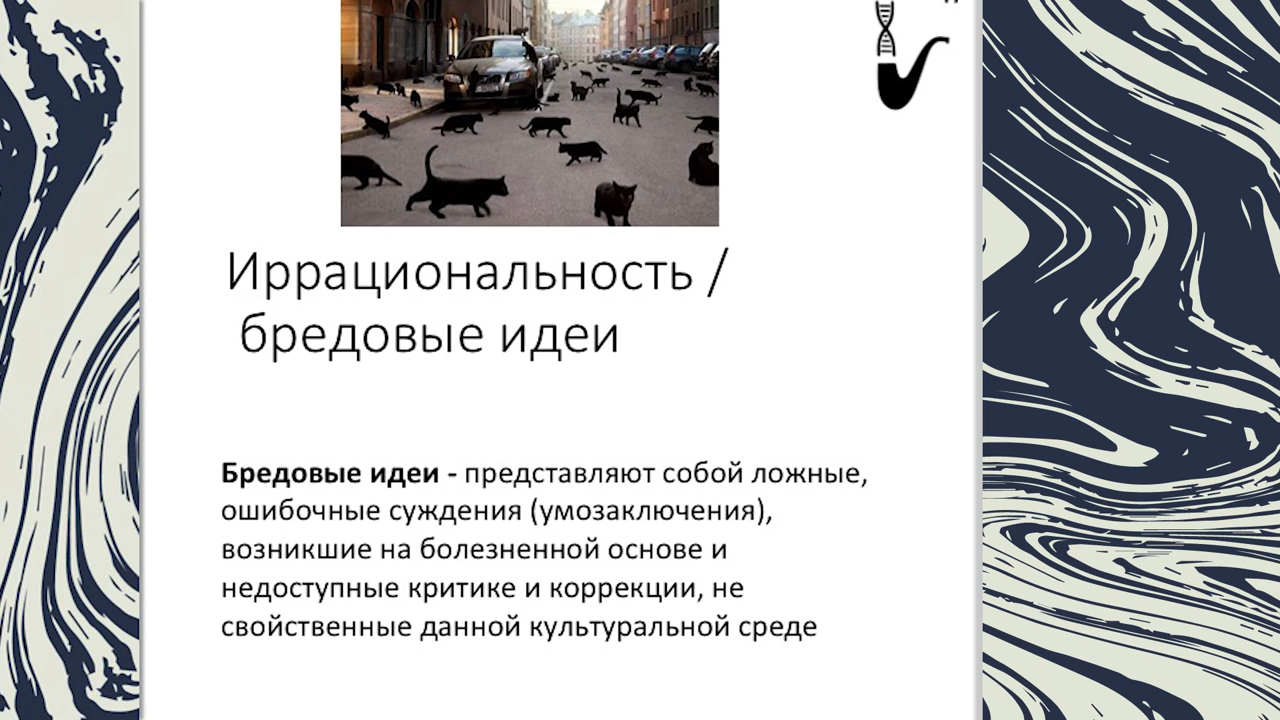 Иррациональность /
бредовые идеи
Бредовые идеи - представляют собой ложные,
ошибочные суждения (умозаключения),
возникшие на болезненной основе и
недоступные критике и коррекции, не
свойственные данной культуральной среде